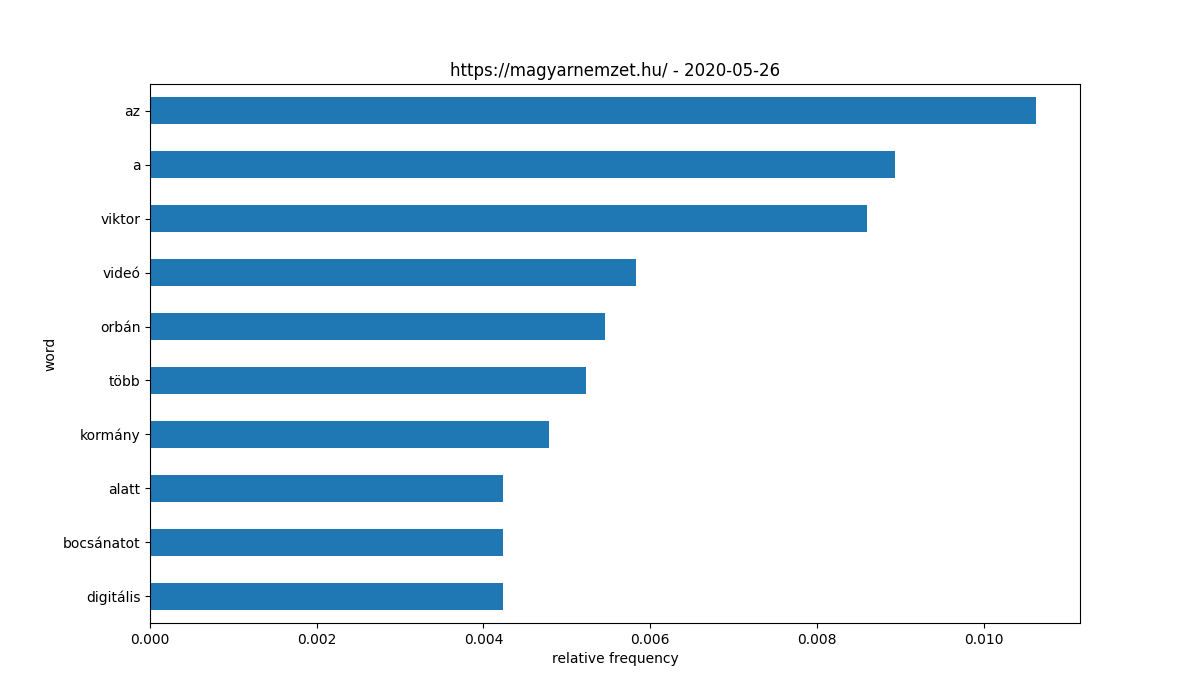 https://magyarnemzet.hu/ - 2020-05-26
az
a
viktor
videó
orbán
több
kormány
alatt
bocsánatot
digitális
word
0.000 0.002 0.004 0.006 0.008 0.010
relative frequency